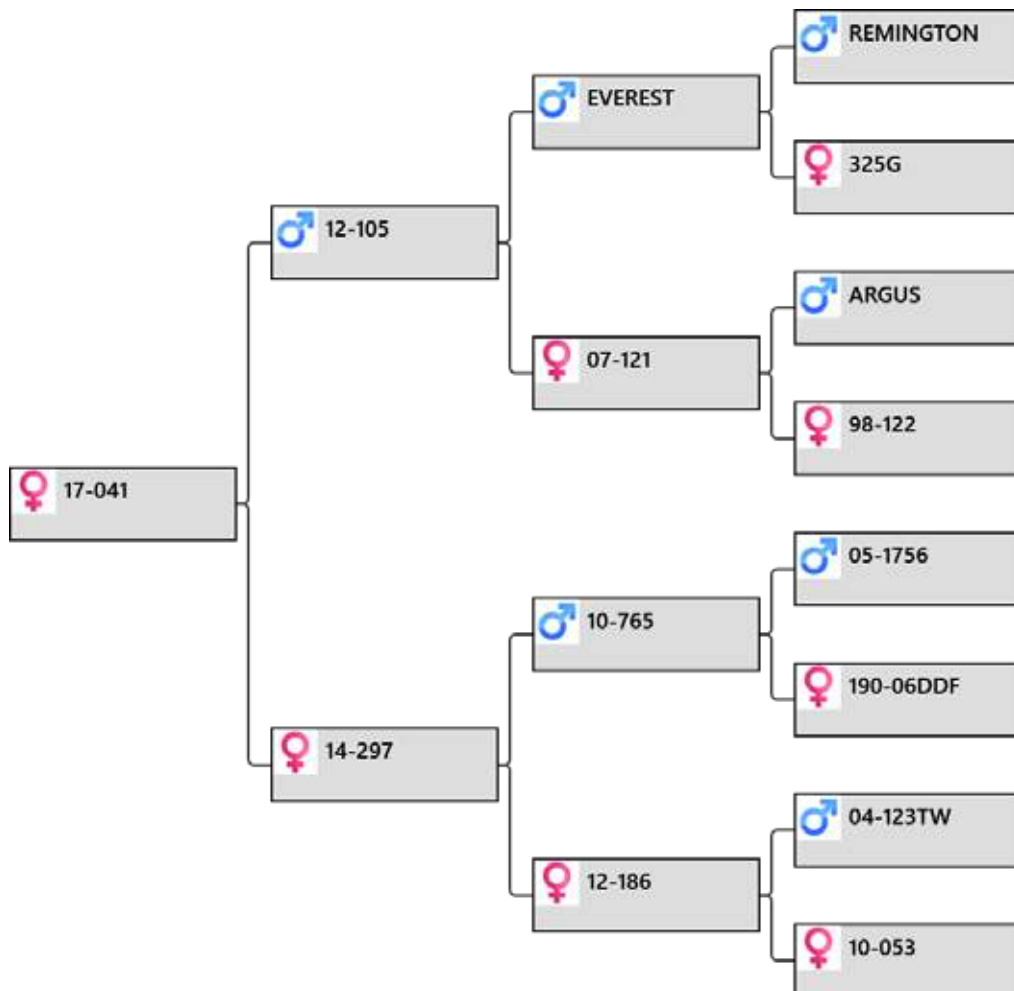 REMINGTON
EVEREST
325G
12-105
ARGUS
07-121
98-122
17-041
05-1756
10-765
190-06DDF
14-297
04-123TW
12-186
10-053